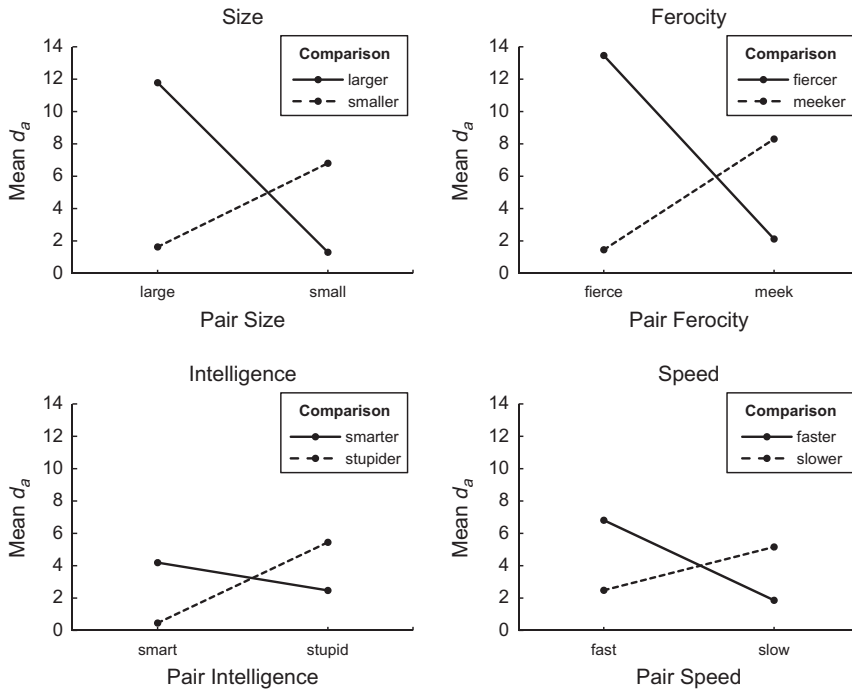 Size
Comparison
larger
smaller
14
12
10
8
6
4
2
0
Mean dₐ
large small
Pair Size
Ferocity
Comparison
fiercer
meeker
14
12
10
8
6
4
2
0
Mean dₐ
fierce meek
Pair Ferocity
Intelligence
Comparison
smarter
stupider
14
12
10
8
6
4
2
0
Mean dₐ
smart stupid
Pair Intelligence
Speed
Comparison
faster
slower
14
12
10
8
6
4
2
0
Mean dₐ
fast slow
Pair Speed